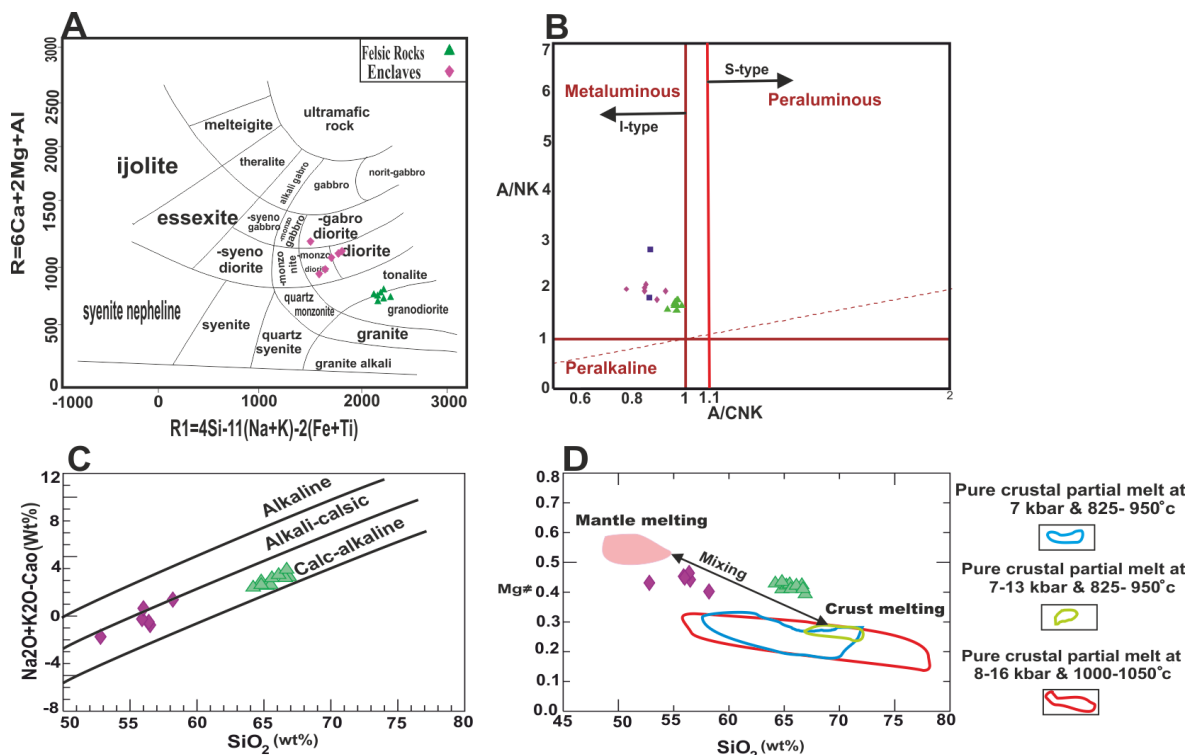 A
R=6Ca+2Mg+Al
3000
2500
2000
1500
1000
500
0
-1000
0
1000
2000
3000
R1=4Si-11(Na+K)-2(Fe+Ti)
Felsic Rocks
Enclaves
ultramafic
rock
melteigite
ijolite
theralite
alkali gabro
gabbro
norit-gabbro
essexite
-syeno
gabbro
-monzo
gabbro
-gabro
diorite
-syeno
diorite
-monzo
nite
-monzo
diorite
diorite
tonalite
syenite nepheline
quartz
monzonite
granodiorite
syenite
quartz
syenite
granite
granite alkali
B
7
6
5
A/NK
4
3
2
1
0
0.6
0.8
1
1.1
2
A/CNK
Metaluminous
I-type
S-type
Peraluminous
Peralkaline
C
Na2O+K2O-Cao(Wt%)
12
8
4
0
-4
-8
50
55
60
65
70
75
80
SiO2 (wt%)
Alkaline
Alkali-calsic
Calc-alkaline
D
Mg≠
0.8
0.7
0.6
0.5
0.4
0.3
0.2
0.1
0.0
45
50
55
60
65
70
75
80
SiO2 (wt%)
Mantle melting
Mixing
Crust melting
Pure crustal partial melt at
7 kbar & 825- 950°c
Pure crustal partial melt at
7-13 kbar & 825- 950°c
Pure crustal partial melt at
8-16 kbar & 1000-1050°c